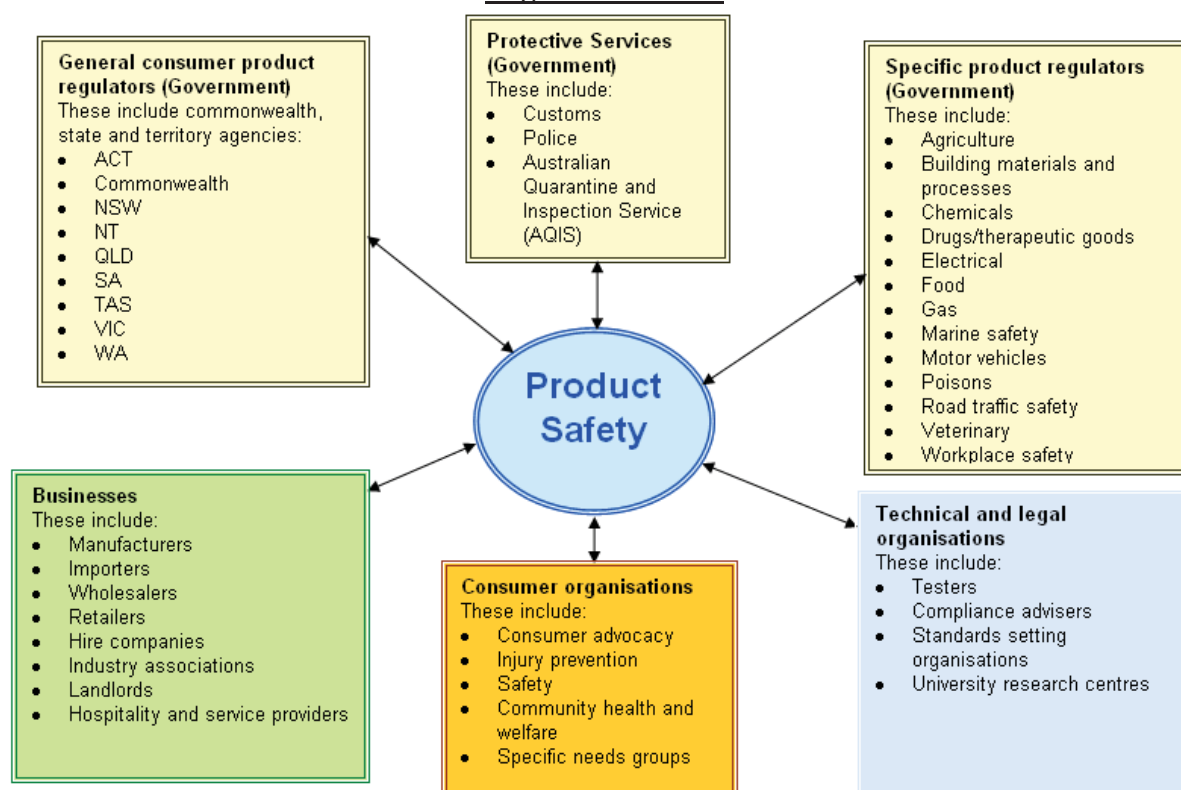 General consumer product
regulators (Government)
These include commonwealth,
state and territory agencies:
● ACT
● Commonwealth
● NSW
● NT
● QLD
● SA
● TAS
● VIC
● WA
Protective Services
(Government)
These include:
● Customs
● Police
● Australian
Quarantine and
Inspection Service
(AQIS)
Specific product regulators
(Government)
These include:
● Agriculture
● Building materials and
processes
● Chemicals
● Drugs/therapeutic goods
● Electrical
● Food
● Gas
● Marine safety
● Motor vehicles
● Poisons
● Road traffic safety
● Veterinary
● Workplace safety
Product
Safety
Businesses
These include:
● Manufacturers
● Importers
● Wholesalers
● Retailers
● Hire companies
● Industry associations
● Landlords
● Hospitality and service providers
Consumer organisations
These include:
● Consumer advocacy
● Injury prevention
● Safety
● Community health and
welfare
● Specific needs groups
Technical and legal
organisations
These include:
● Testers
● Compliance advisers
● Standards setting
organisations
● University research centres